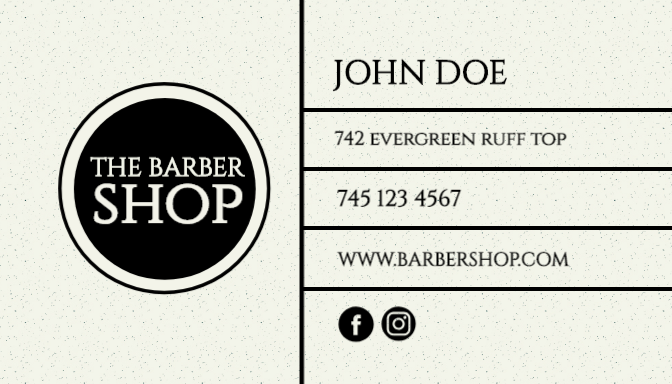 THE BARBER
SHOP
JOHN DOE
742 EVERGREEN RUFF TOP
745 123 4567
WWW.BARBERSHOP.COM